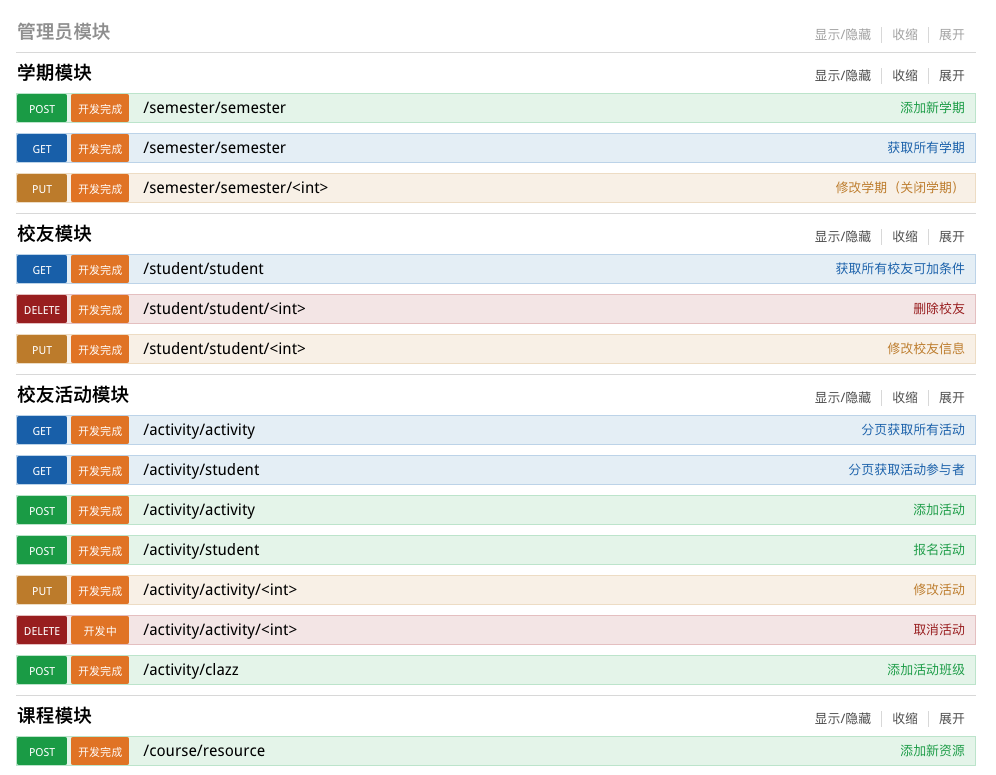 管理员模块 显示/隐藏 收缩 展开
学期模块 显示/隐藏 收缩 展开
POST 开发完成 /semester/semester 添加新学期
GET 开发完成 /semester/semester 获取所有学期
PUT 开发完成 /semester/semester/<int> 修改学期（关闭学期）
校友模块 显示/隐藏 收缩 展开
GET 开发完成 /student/student 获取所有校友可加条件
DELETE 开发完成 /student/student/<int> 删除校友
PUT 开发完成 /student/student/<int> 修改校友信息
校友活动模块 显示/隐藏 收缩 展开
GET 开发完成 /activity/activity 分页获取所有活动
GET 开发完成 /activity/student 分页获取活动参与者
POST 开发完成 /activity/activity 添加活动
POST 开发完成 /activity/student 报名活动
PUT 开发完成 /activity/activity/<int> 修改活动
DELETE 开发中 /activity/activity/<int> 取消活动
POST 开发完成 /activity/clazz 添加活动班级
课程模块 显示/隐藏 收缩 展开
POST 开发完成 /course/resource 添加新资源